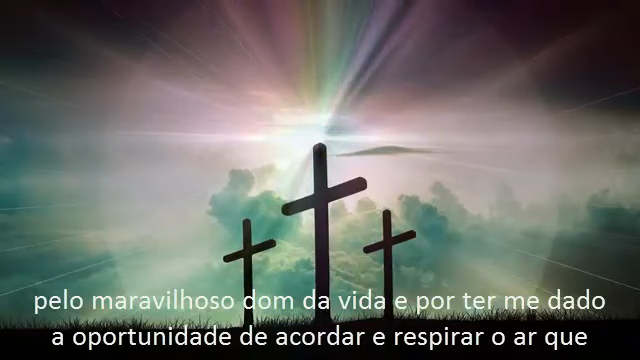 pelo maravilhoso dom da vida e por ter me dado
a oportunidade de acordar e respirar o ar que